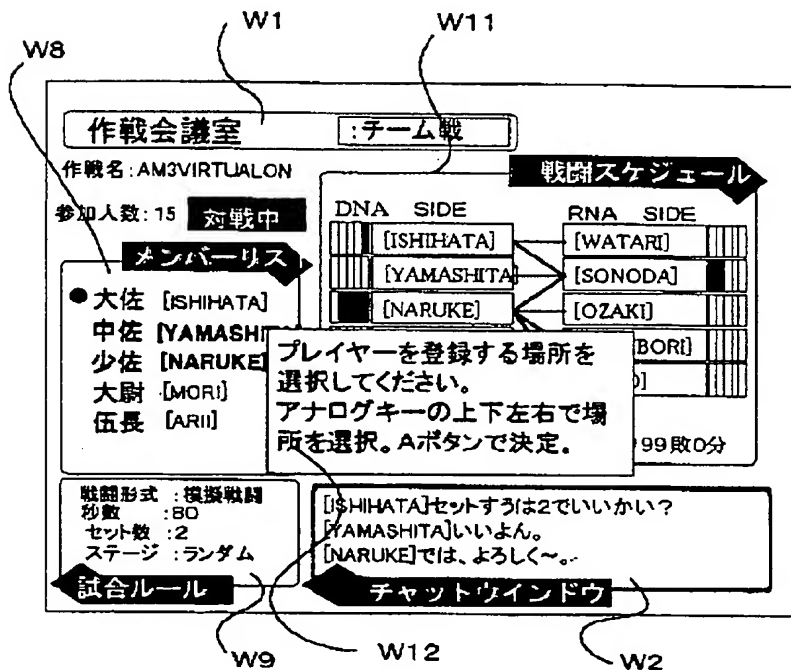 W1
W11
W8
作戦会議室
:チーム戦
作戦名:AM3VIRTUALON
戦闘スケジュール
参加人数:15
対戦中
DNA SIDE
RNA SIDE
メンバーリスト
[ISHIHATA]
[WATARI]
[YAMASHITA]
[SONODA]
[NARUKE]
[OZAKI]
BORI]
]
●大佐 [ISHIHATA]
中佐 [YAMASHI
少佐 [NARUKE]
大尉 [MORI]
伍長 [ARII]
プレイヤーを登録する場所を
選択してください。
アナログキーの上下左右で場
所を選択。Aボタンで決定。
99敗0分
戦闘形式 :模擬戦闘
秒数 :80
セット数 :2
ステージ :ランダム
試合ルール
[ISHIHATA]セットすうは2でいいかい?
[YAMASHITA]いいよん。
[NARUKE]では、よろしく~。
チャットウインドウ
W9
W12
W2